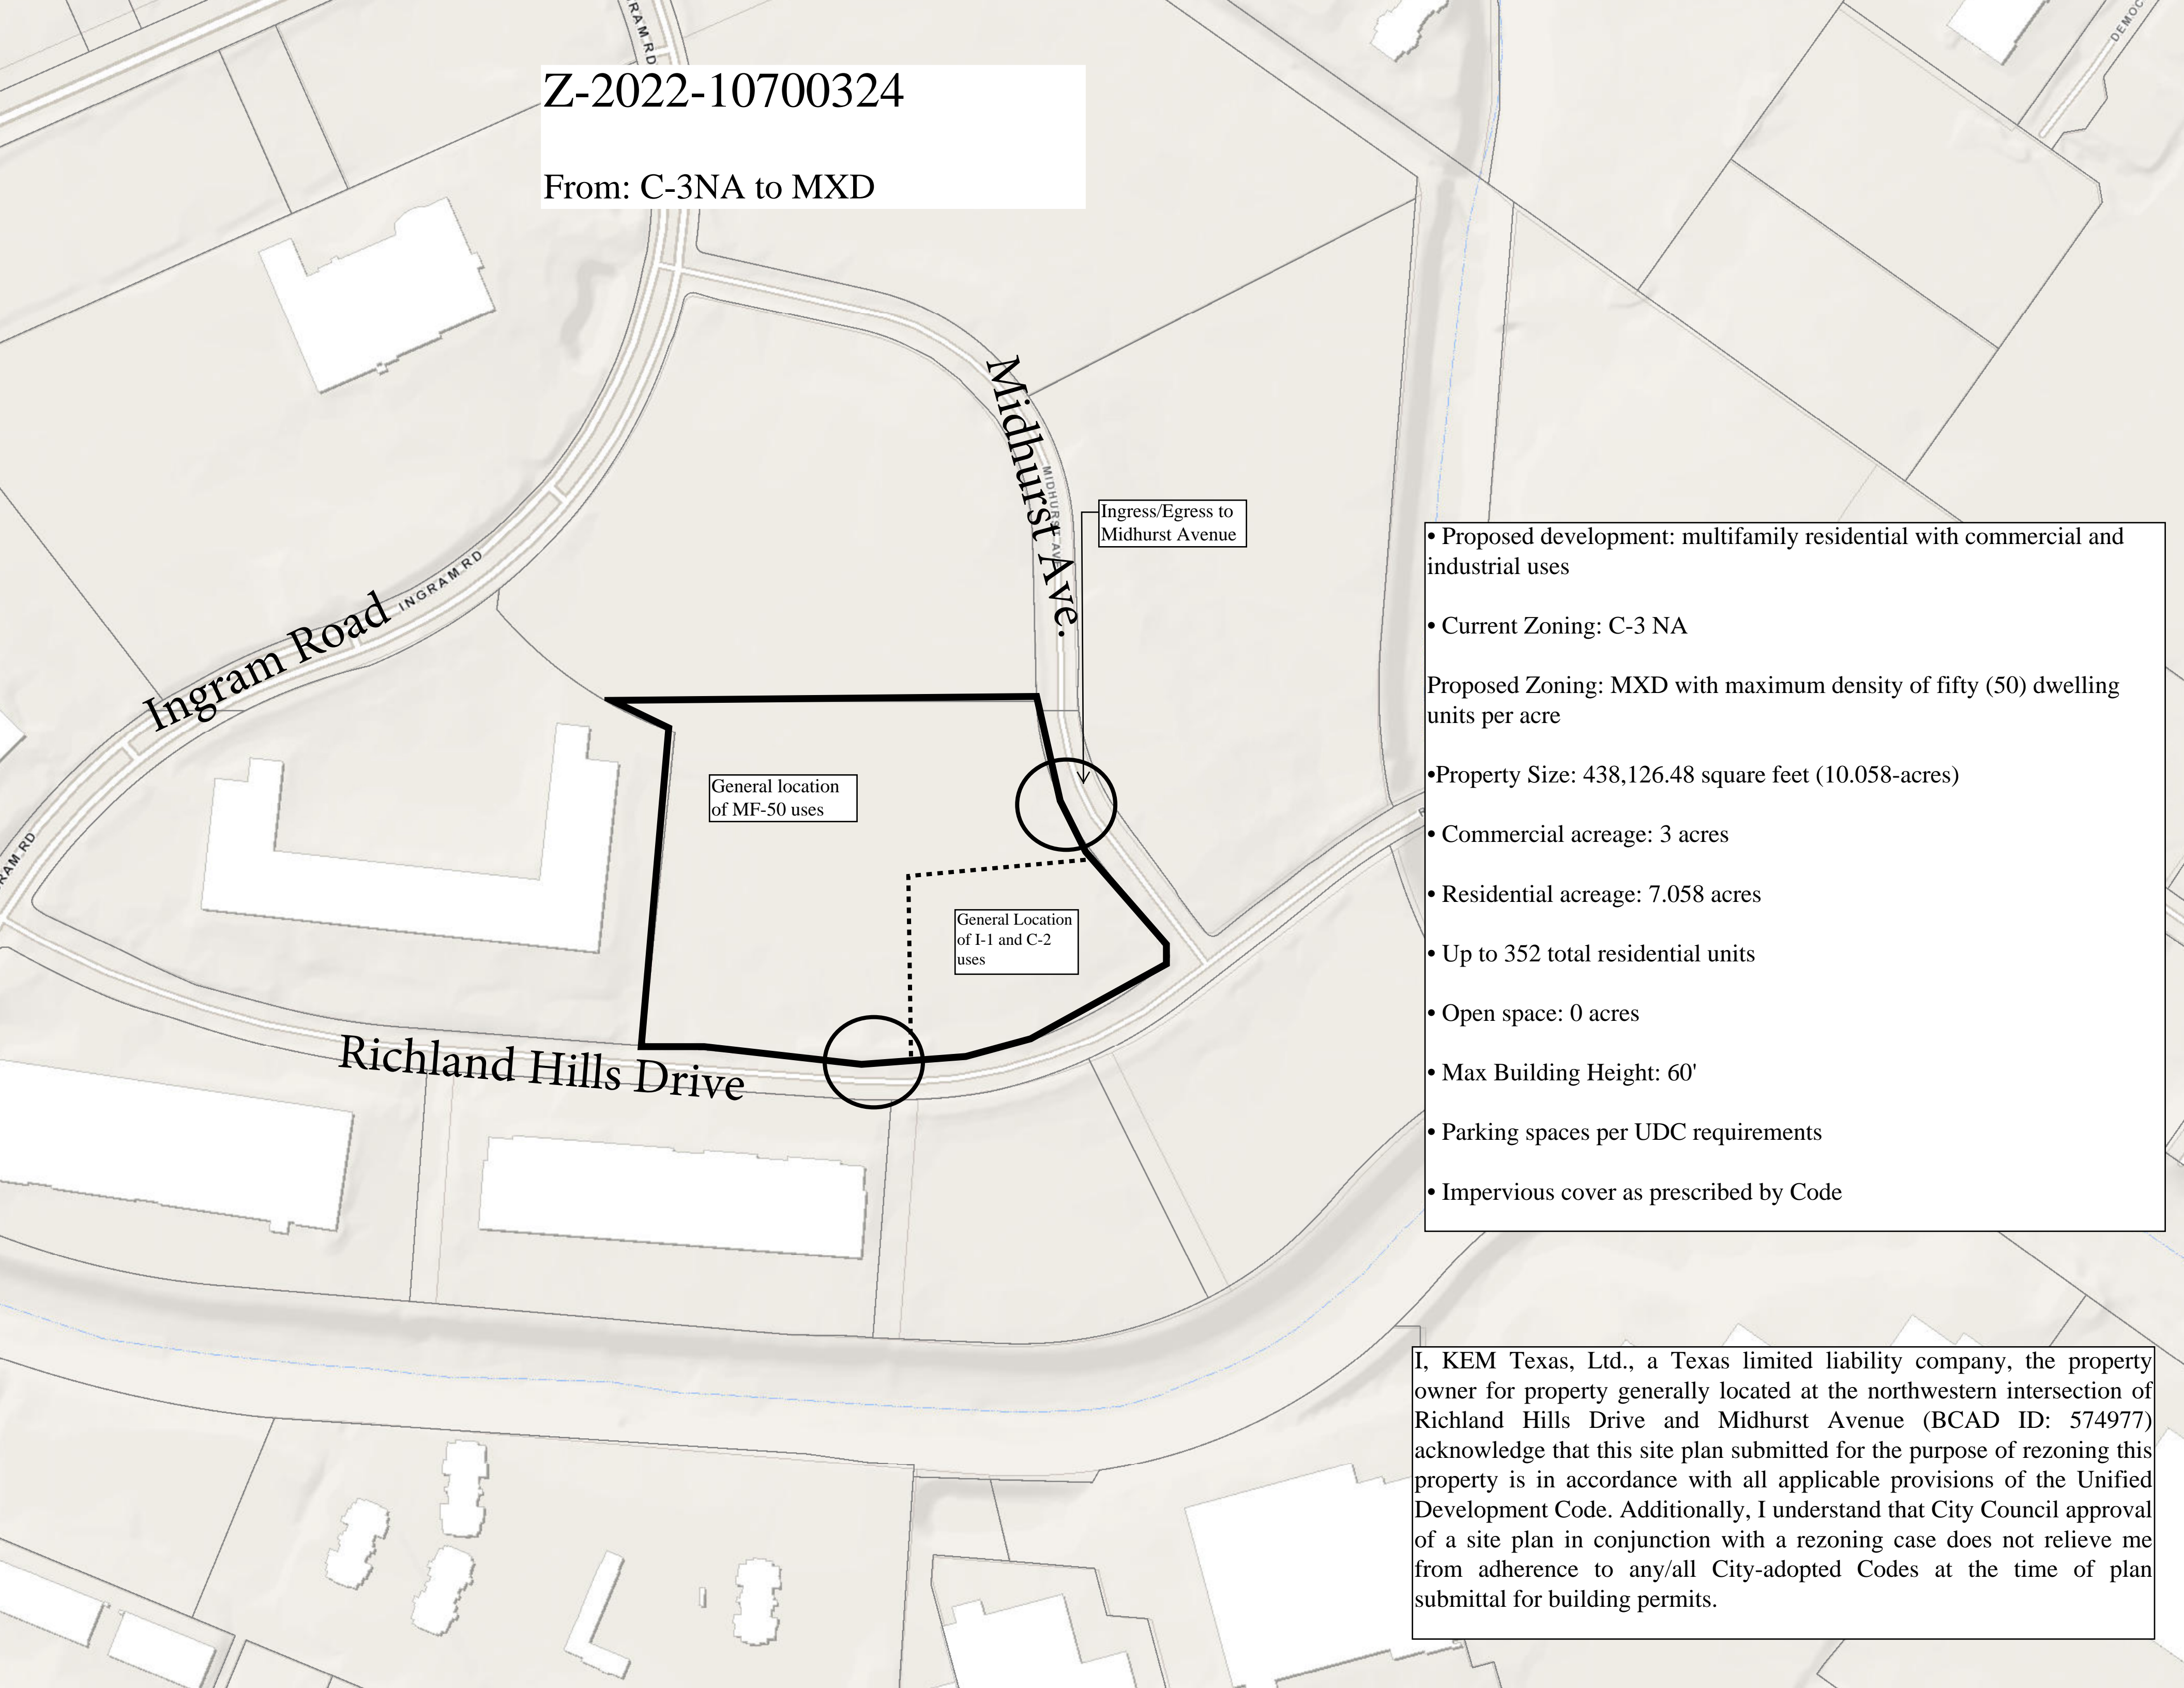 INGRAM RD
DEMOC
Z-2022-10700324
From: C-3NA to MXD
Midhurst Ave.
MIDHURST AVE
Ingress/Egress to
Midhurst Avenue
Ingram Road
INGRAM RD
INGRAM RD
General location
of MF-50 uses
General Location
of I-1 and C-2
uses
Richland Hills Drive
• Proposed development: multifamily residential with commercial and
industrial uses
• Current Zoning: C-3 NA
Proposed Zoning: MXD with maximum density of fifty (50) dwelling
units per acre
•Property Size: 438,126.48 square feet (10.058-acres)
• Commercial acreage: 3 acres
• Residential acreage: 7.058 acres
• Up to 352 total residential units
• Open space: 0 acres
• Max Building Height: 60'
• Parking spaces per UDC requirements
• Impervious cover as prescribed by Code
I, KEM Texas, Ltd., a Texas limited liability company, the property
owner for property generally located at the northwestern intersection of
Richland Hills Drive and Midhurst Avenue (BCAD ID: 574977)
acknowledge that this site plan submitted for the purpose of rezoning this
property is in accordance with all applicable provisions of the Unified
Development Code. Additionally, I understand that City Council approval
of a site plan in conjunction with a rezoning case does not relieve me
from adherence to any/all City-adopted Codes at the time of plan
submittal for building permits.